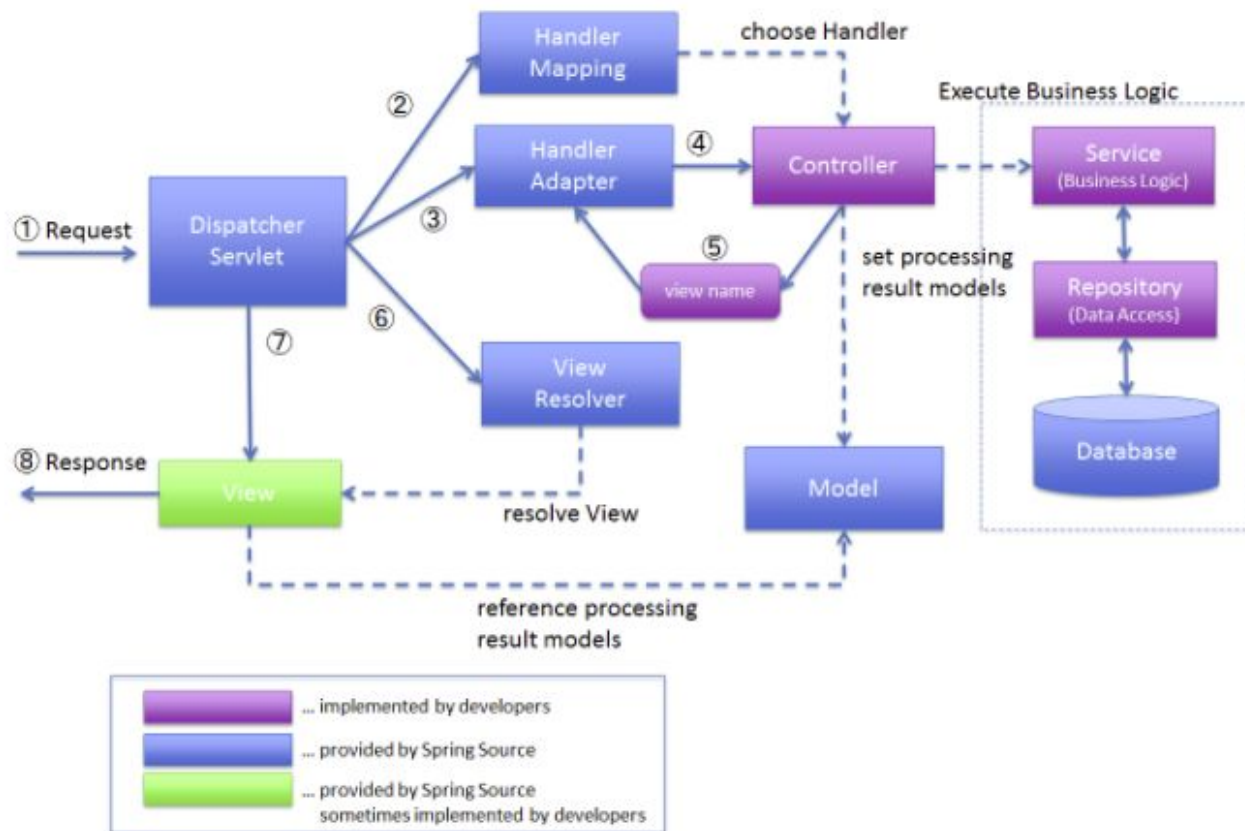 Handler
Mapping
choose Handler
Execute Business Logic
②
Handler
Adapter
④
Controller
Service
(Business Logic)
① Request
Dispatcher
Servlet
③
⑤
view name
set processing
result models
Repository
(Data Access)
⑥
⑦
View
Resolver
Database
⑧ Response
View
resolve View
Model
reference processing
result models
... implemented by developers
... provided by Spring Source
... provided by Spring Source
sometimes implemented by developers